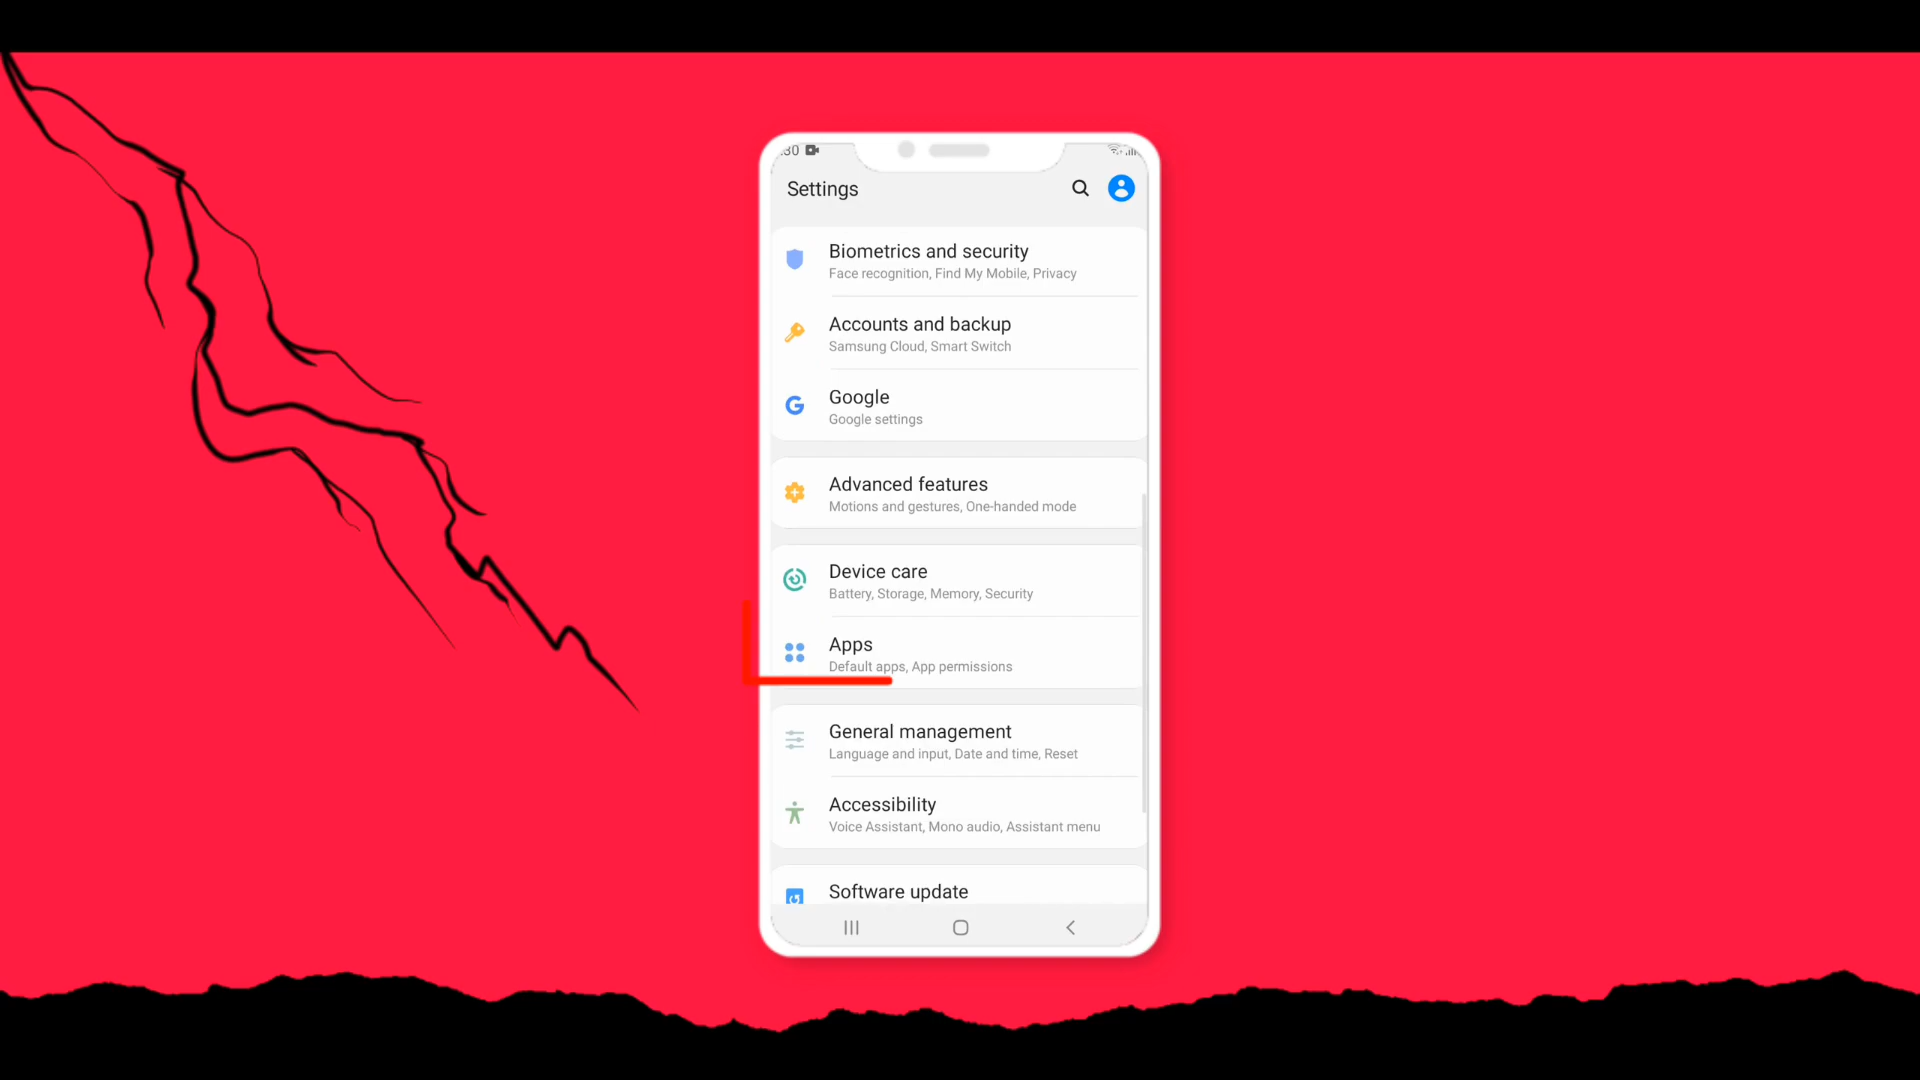 :30
Settings
Biometrics and security
Face recognition, Find My Mobile, Privacy
Accounts and backup
Samsung Cloud, Smart Switch
Google
Google settings
Advanced features
Motions and gestures, One-handed mode
Device care
Battery, Storage, Memory, Security
Apps
Default apps, App permissions
General management
Language and input, Date and time, Reset
Accessibility
Voice Assistant, Mono audio, Assistant menu
Software update